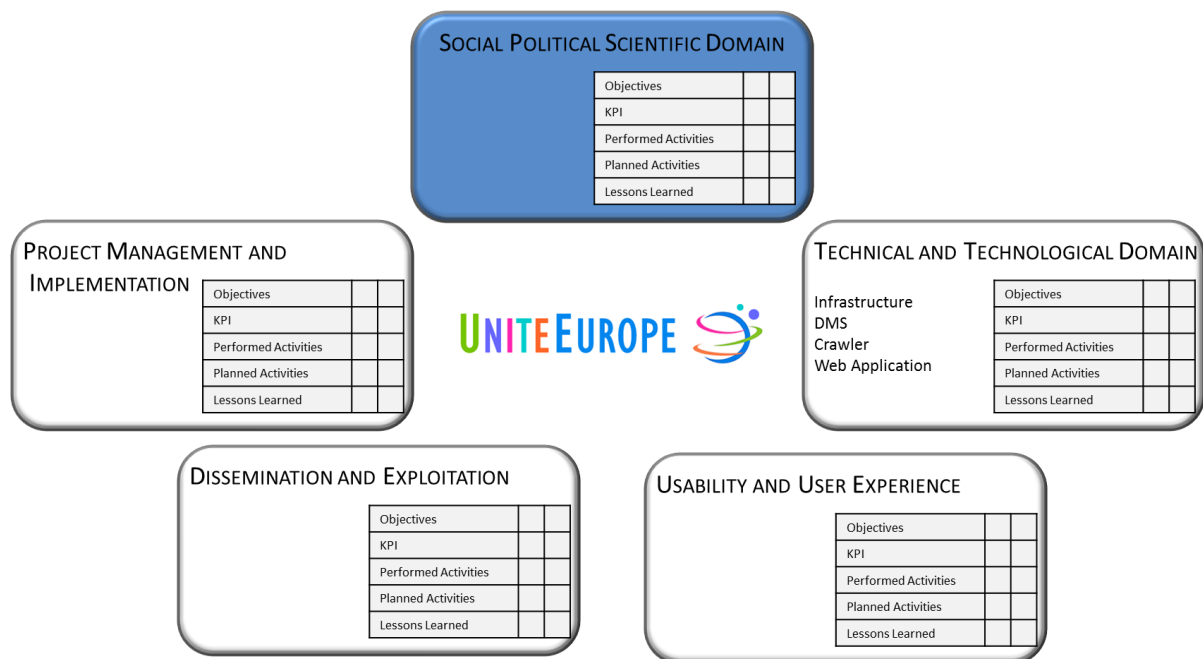 SOCIAL POLITICAL SCIENTIFIC DOMAIN
Objectives
KPI
Performed Activities
Planned Activities
Lessons Learned
PROJECT MANAGEMENT AND
IMPLEMENTATION
Objectives
KPI
Performed Activities
Planned Activities
Lessons Learned
UNITEEUROPE
TECHNICAL AND TECHNOLOGICAL DOMAIN
Infrastructure
DMS
Crawler
Web Application
Objectives
KPI
Performed Activities
Planned Activities
Lessons Learned
DISSEMINATION AND EXPLOITATION
Objectives
KPI
Performed Activities
Planned Activities
Lessons Learned
USABILITY AND USER EXPERIENCE
Objectives
KPI
Performed Activities
Planned Activities
Lessons Learned